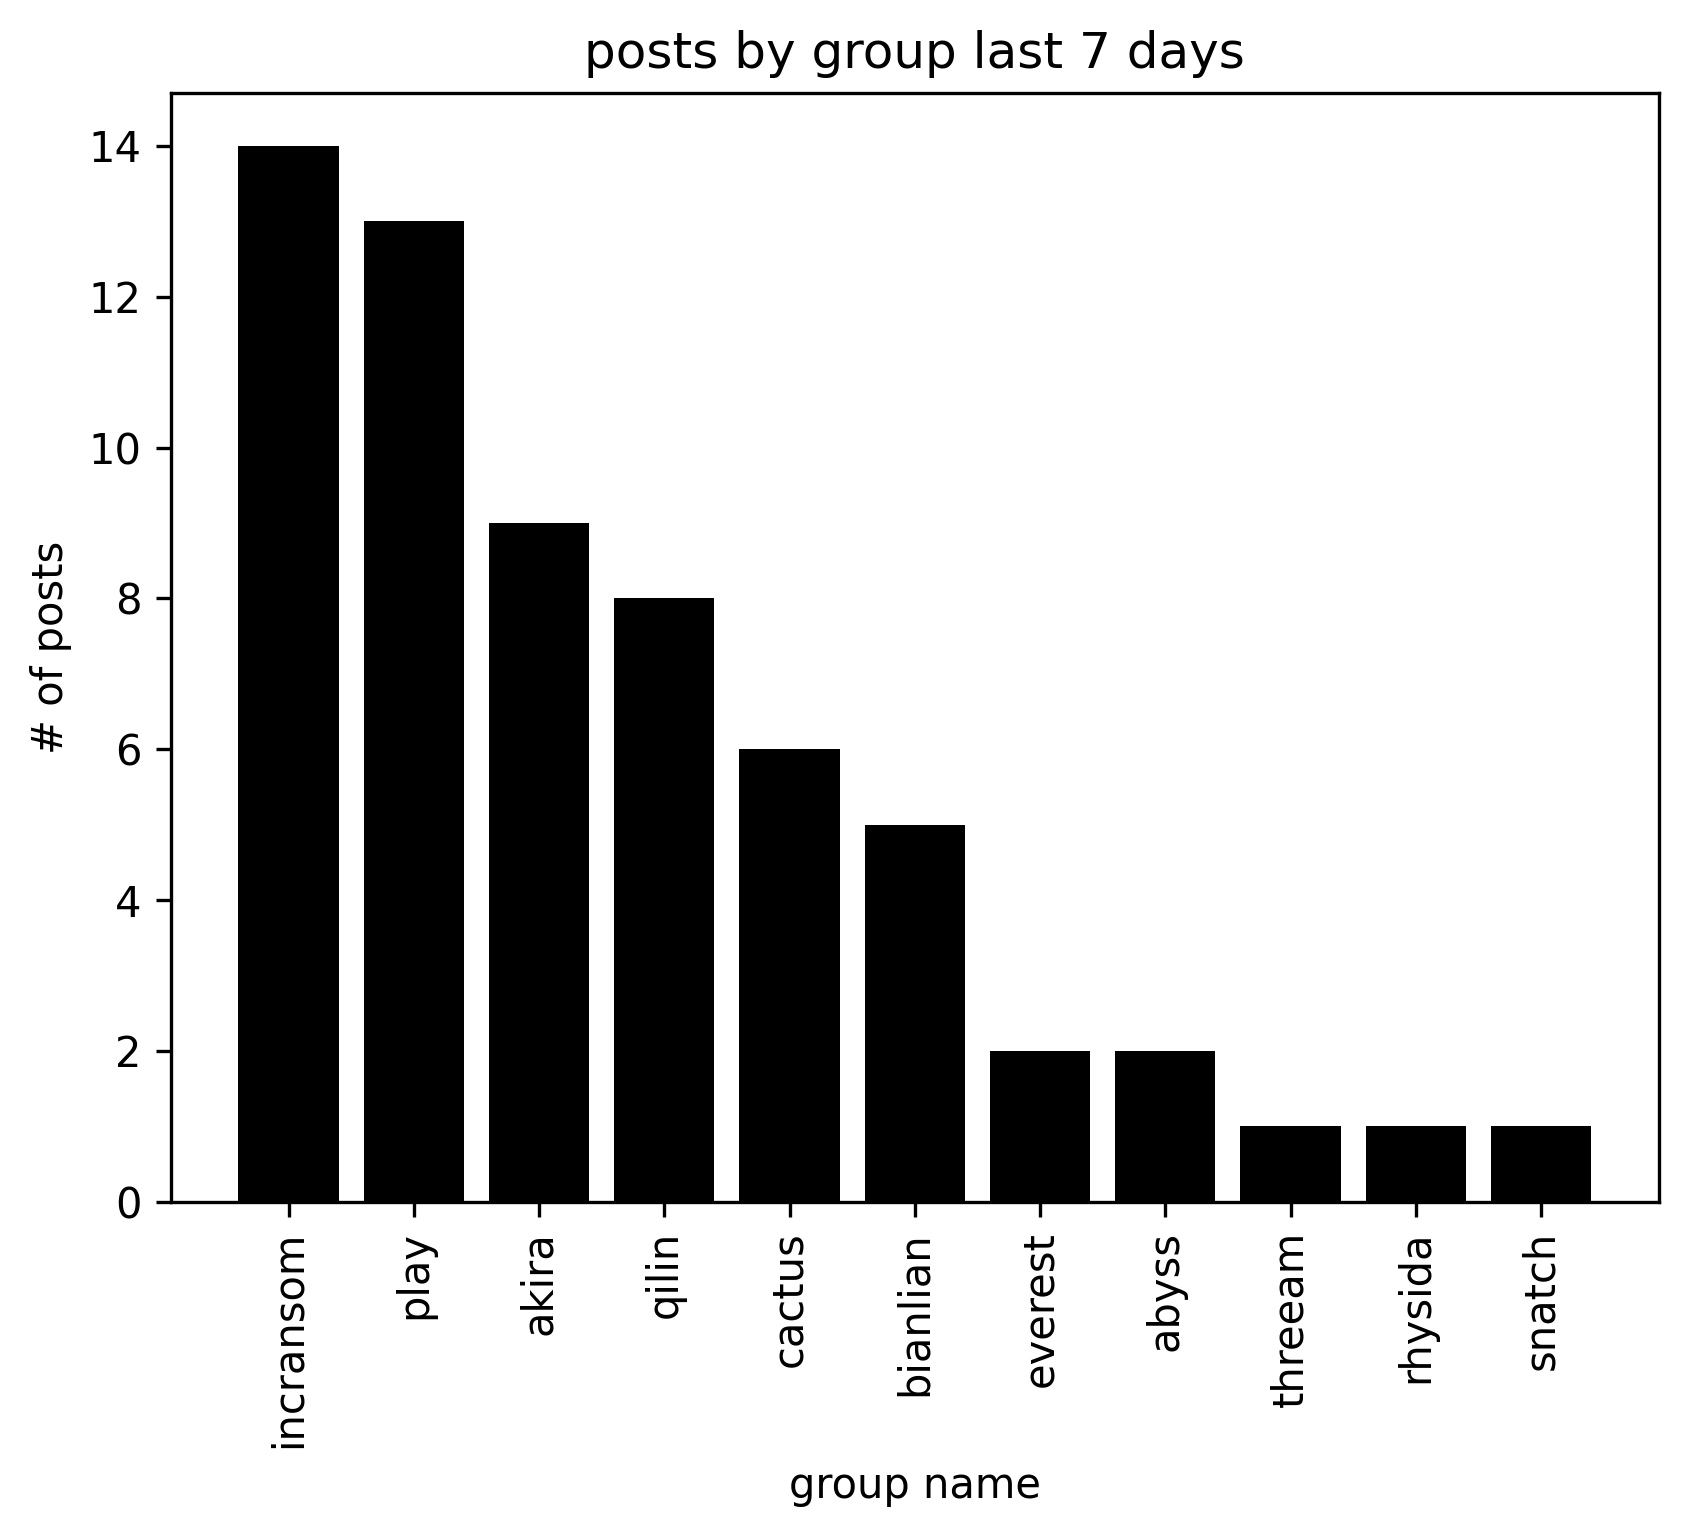 posts by group last 7 days
14
12
10
8
6
4
2
0
# of posts
incransom
play
akira
qilin
cactus
bianlian
everest
abyss
threeam
rhysida
snatch
group name